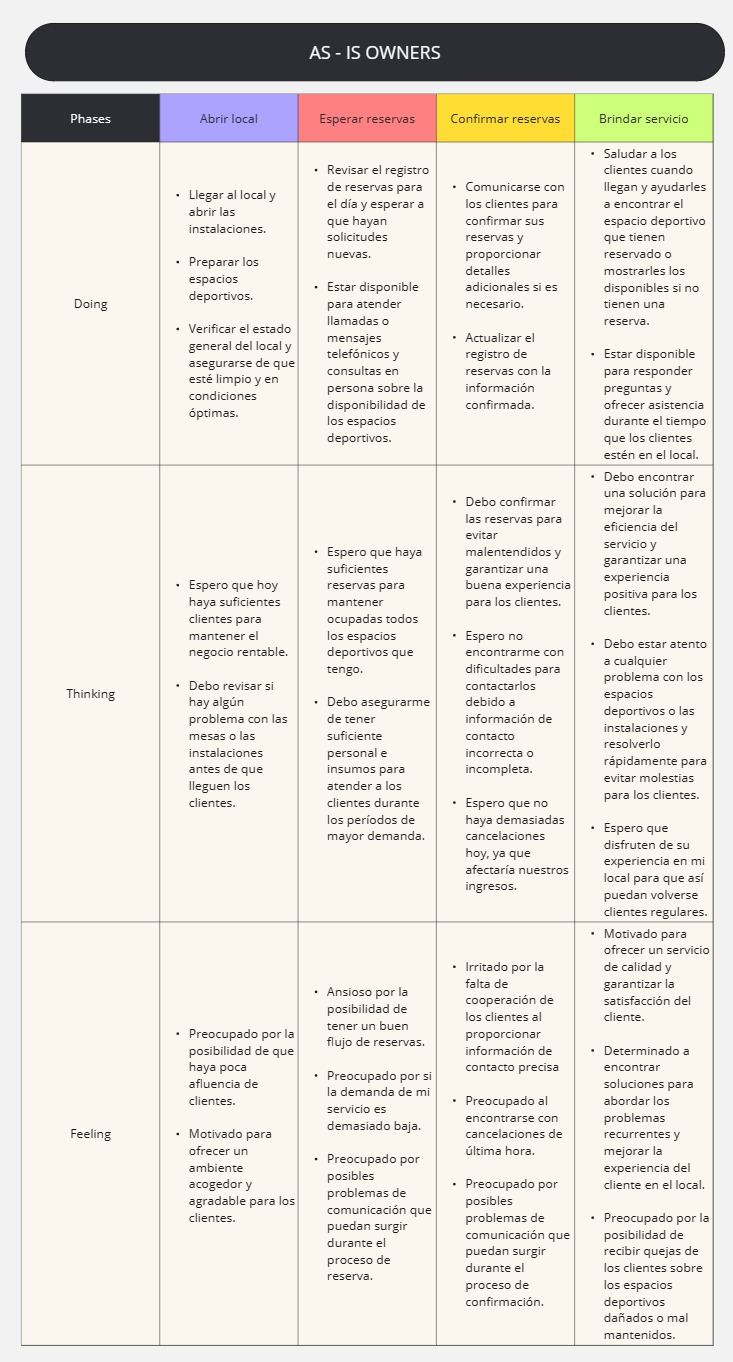 AS - IS OWNERS
Phases
Abrir local
Esperar reservas
Confirmar reservas
Brindar servicio
Doing
• Llegar al local y
abrir las
instalaciones.
• Preparar los
espacios
deportivos.
• Verificar el estado
general del local y
asegurarse de que
esté limpio y en
condiciones
óptimas.
• Revisar el registro
de reservas para
el día y esperar a
que hayan
solicitudes
nuevas.
• Estar disponible
para atender
llamadas o
mensajes
telefónicos y
consultas en
persona sobre la
disponibilidad de
los espacios
deportivos.
• Comunicarse con
los clientes para
confirmar sus
reservas y
proporcionar
detalles
adicionales si es
necesario.
• Actualizar el
registro de
reservas con la
información
confirmada.
• Saludar a los
clientes cuando
llegan y ayudarles
a encontrar el
espacio deportivo
que tienen
reservado o
mostrarles los
disponibles si no
tienen una
reserva.
• Estar disponible
para responder
preguntas y
ofrecer asistencia
durante el tiempo
que los clientes
estén en el local.
Thinking
• Espero que hoy
haya suficientes
clientes para
mantener el
negocio rentable.
• Debo revisar si
hay algún
problema con las
mesas o las
instalaciones
antes de que
lleguen los
clientes.
• Espero que haya
suficientes
reservas para
mantener
ocupadas todos
los espacios
deportivos que
tengo.
• Debo asegurarme
de tener
suficiente
personal e
insumos para
atender a los
clientes durante
los períodos de
mayor demanda.
• Debo confirmar
las reservas para
evitar
malentendidos y
garantizar una
buena experiencia
para los clientes.
• Espero no
encontrarme con
dificultades para
contactarlos
debido a
información de
contacto
incorrecta o
incompleta.
• Espero que no
haya demasiadas
cancelaciones
hoy, ya que
afectaría nuestros
ingresos.
• Debo encontrar
una solución para
mejorar la
eficiencia del
servicio y
garantizar una
experiencia
positiva para los
clientes.
• Debo estar atento
a cualquier
problema con los
espacios
deportivos o las
instalaciones y
resolverlo
rápidamente para
evitar molestias
para los clientes.
• Espero que
disfruten de su
experiencia en mi
local para que así
puedan volverse
clientes regulares.
Feeling
• Preocupado por la
posibilidad de que
haya poca
afluencia de
clientes.
• Motivado para
ofrecer un
ambiente
acogedor y
agradable para los
clientes.
• Ansioso por la
posibilidad de
tener un buen
flujo de reservas.
• Preocupado por si
la demanda de mi
servicio es
demasiado baja.
• Preocupado por
posibles
problemas de
comunicación que
puedan surgir
durante el
proceso de
reserva.
• Irritado por la
falta de
cooperación de
los clientes al
proporcionar
información de
contacto precisa
• Preocupado al
encontrarse con
cancelaciones de
última hora.
• Preocupado por
posibles
problemas de
comunicación que
puedan surgir
durante el
proceso de
confirmación.
• Motivado para
ofrecer un servicio
de calidad y
garantizar la
satisfacción del
cliente.
• Determinado a
encontrar
soluciones para
abordar los
problemas
recurrentes y
mejorar la
experiencia del
cliente en el local.
• Preocupado por la
posibilidad de
recibir quejas de
los clientes sobre
los espacios
deportivos
dañados o mal
mantenidos.